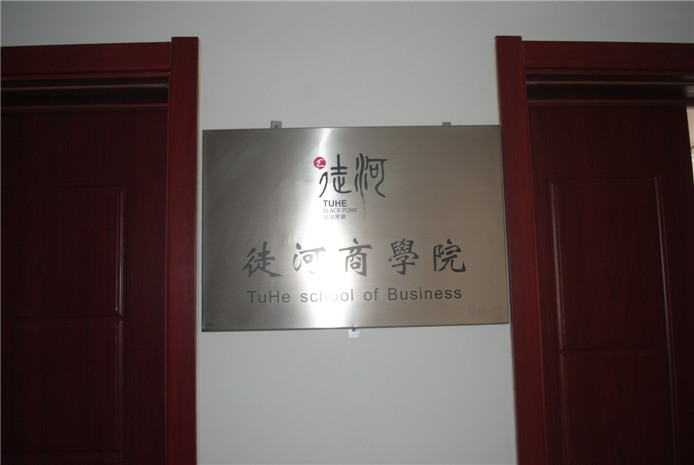 徒河
TUHE
BLACK PORK
徒河商學院
TuHe school of Business